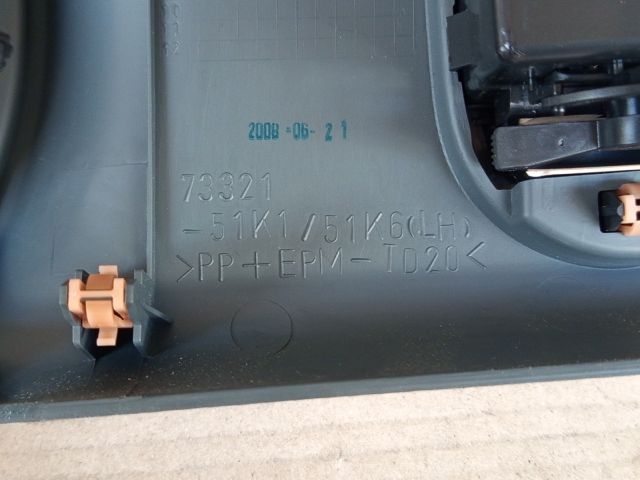 2008-06-21
73321
-51K1/51K6(LH)
>PP+EPM-TD20<